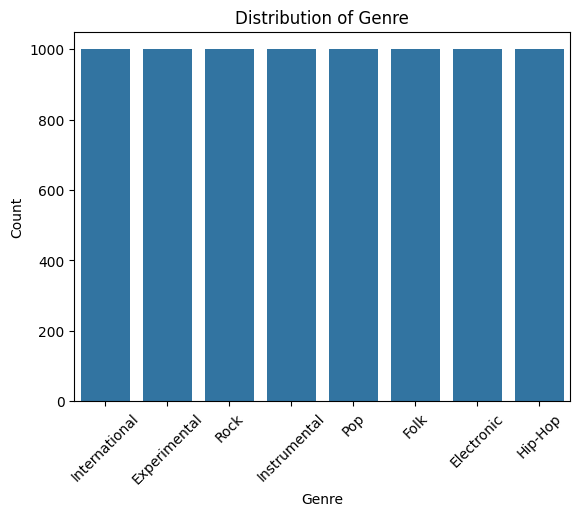 Distribution of Genre
Count
1000
800
600
400
200
0
International
Experimental
Rock
Instrumental
Pop
Folk
Electronic
Hip-Hop
Genre